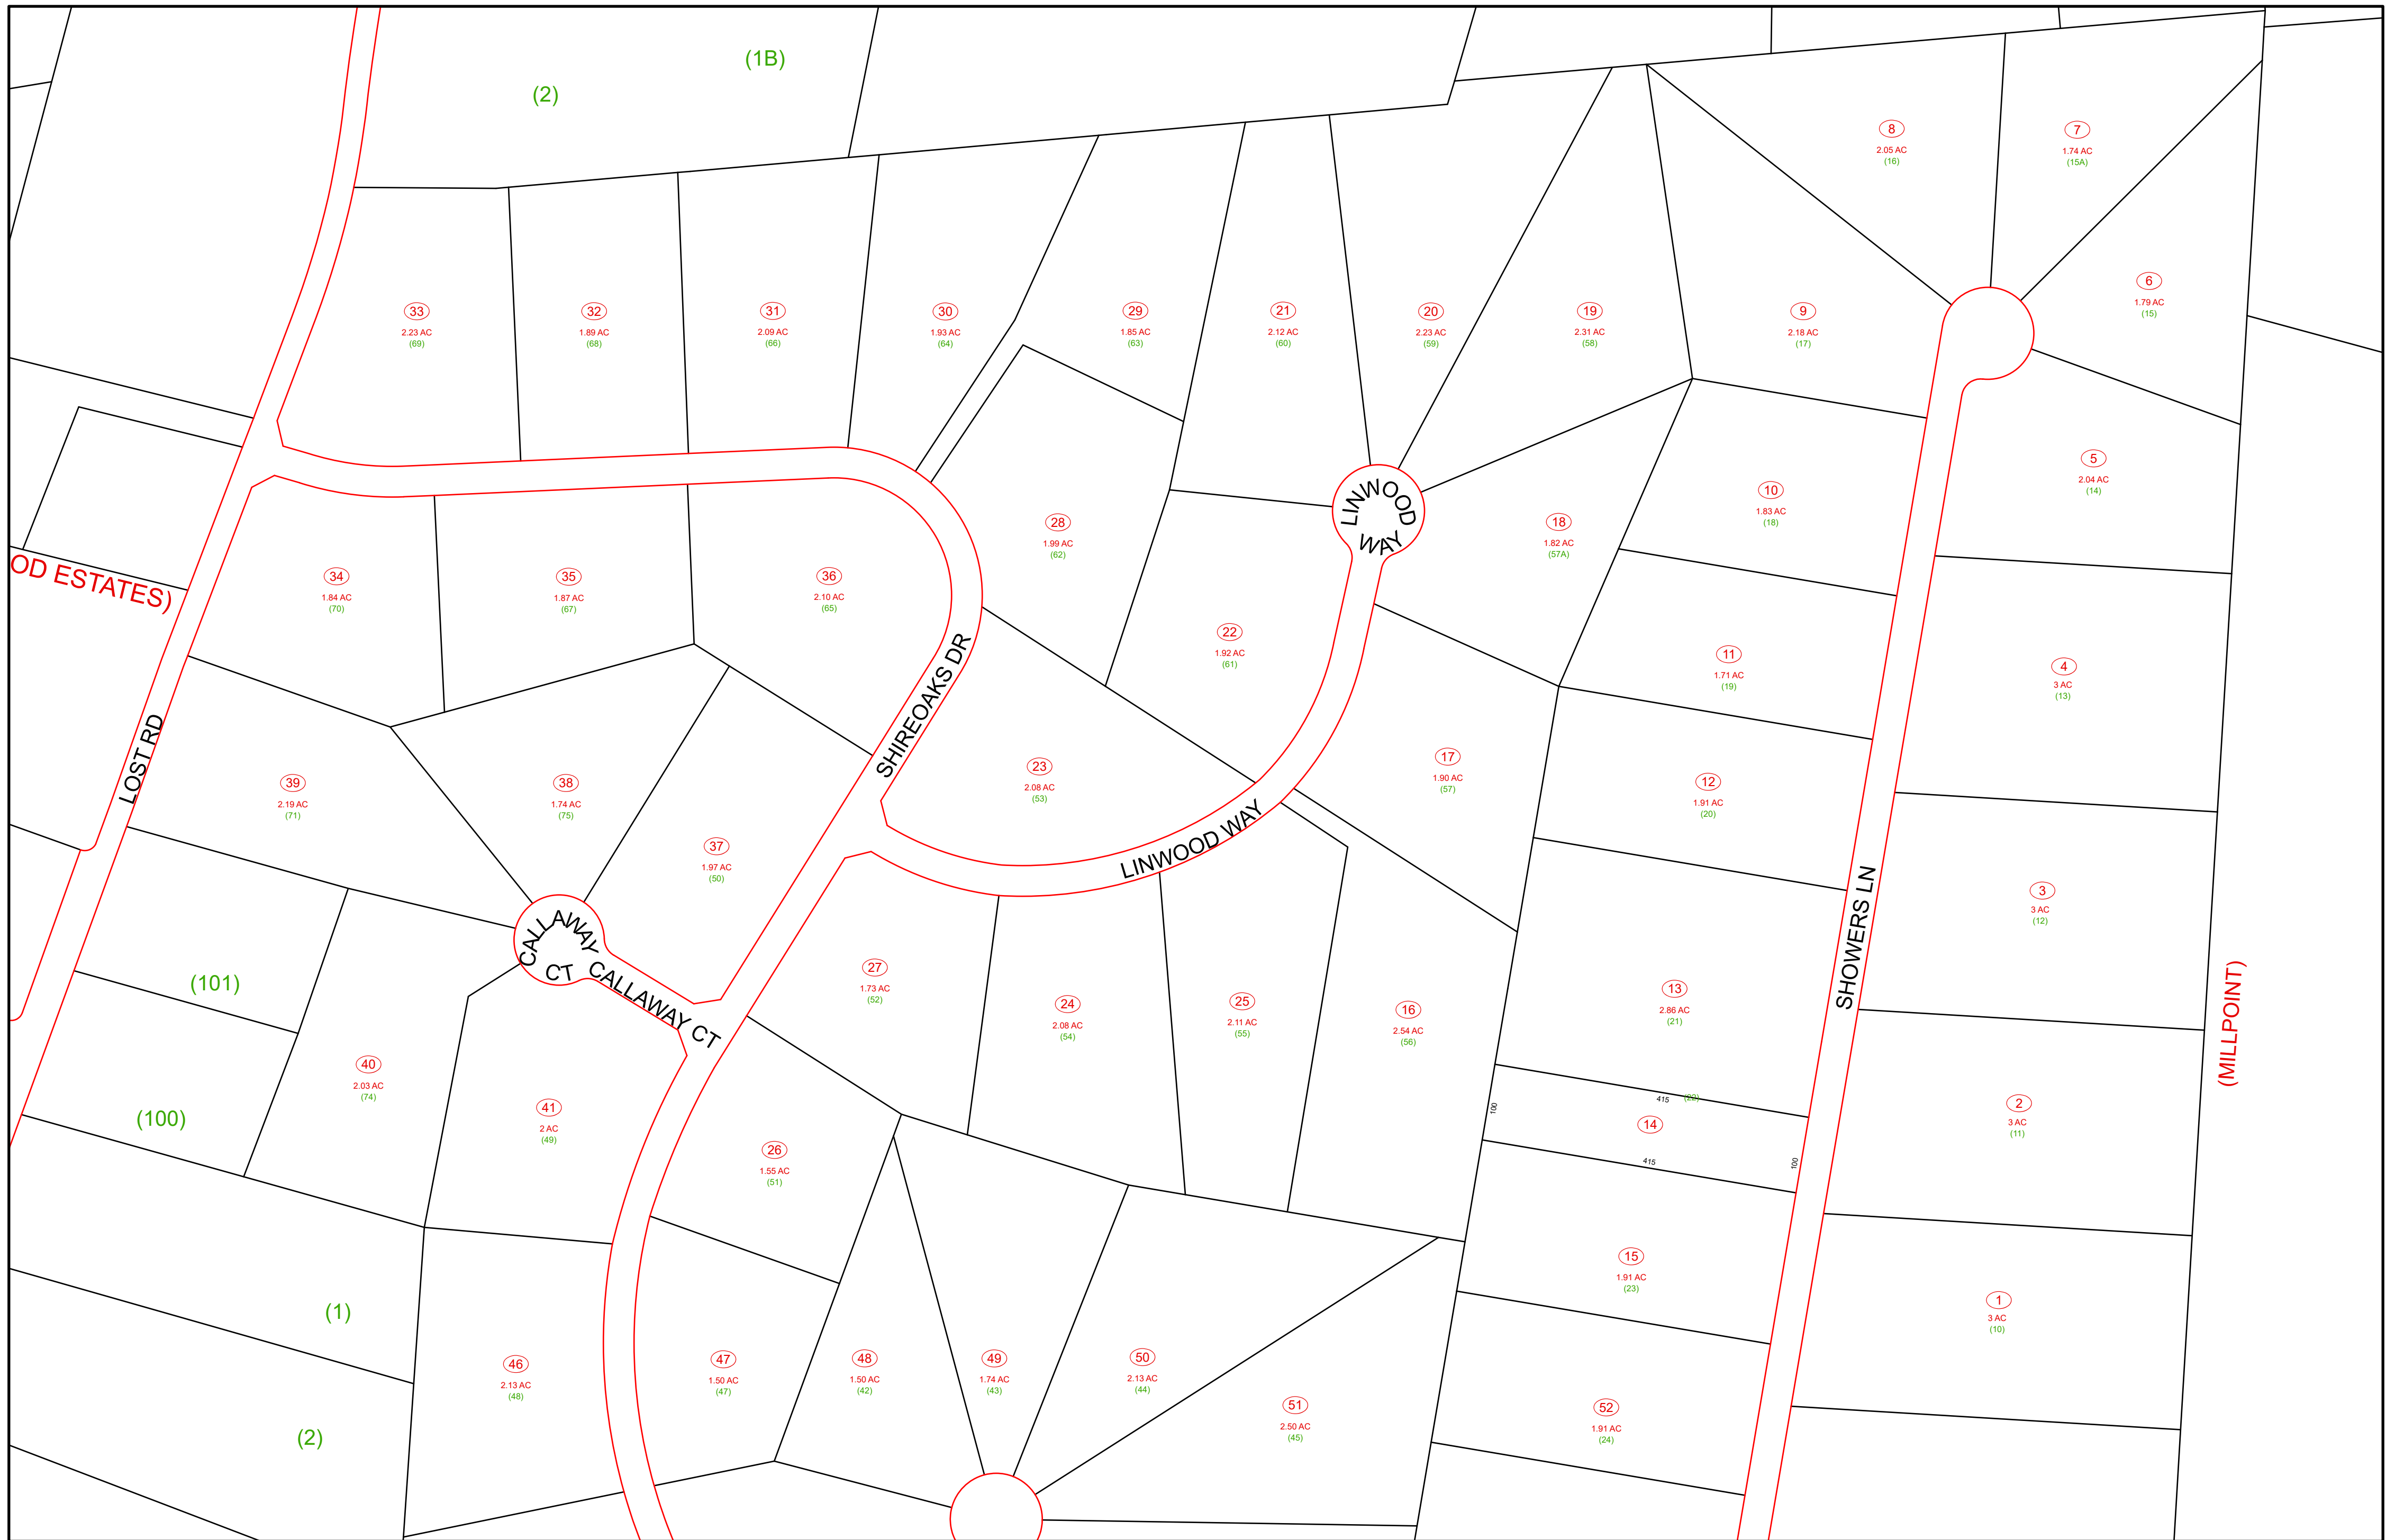 (1B)
(2)
8
2.05 AC
(16)
7
1.74 AC
(15A)
6
1.79 AC
(15)
33
2.23 AC
(69)
32
1.89 AC
(68)
31
2.09 AC
(66)
30
1.93 AC
(64)
29
1.85 AC
(63)
21
2.12 AC
(60)
20
2.23 AC
(59)
19
2.31 AC
(58)
9
2.18 AC
(17)
5
2.04 AC
(14)
10
1.83 AC
(18)
LINWOOD
WAY
28
1.99 AC
(62)
18
1.82 AC
(57A)
OD ESTATES)
34
1.84 AC
(70)
35
1.87 AC
(67)
36
2.10 AC
(65)
22
1.92 AC
(61)
11
1.71 AC
(19)
4
3 AC
(13)
SHIREOAKS DR
LOST RD
39
2.19 AC
(71)
38
1.74 AC
(75)
23
2.08 AC
(53)
17
1.90 AC
(57)
12
1.91 AC
(20)
37
1.97 AC
(50)
LINWOOD WAY
3
3 AC
(12)
SHOWERS LN
CALLAWAY
CT
CALLAWAY CT
(101)
27
1.73 AC
(52)
24
2.08 AC
(54)
25
2.11 AC
(55)
16
2.54 AC
(56)
13
2.86 AC
(21)
(MILLPOINT)
40
2.03 AC
(74)
(100)
41
2 AC
(49)
415
(22)
100
14
415
100
2
3 AC
(11)
26
1.55 AC
(51)
15
1.91 AC
(23)
1
3 AC
(10)
(1)
46
2.13 AC
(48)
47
1.50 AC
(47)
48
1.50 AC
(42)
49
1.74 AC
(43)
50
2.13 AC
(44)
51
2.50 AC
(45)
52
1.91 AC
(24)
(2)